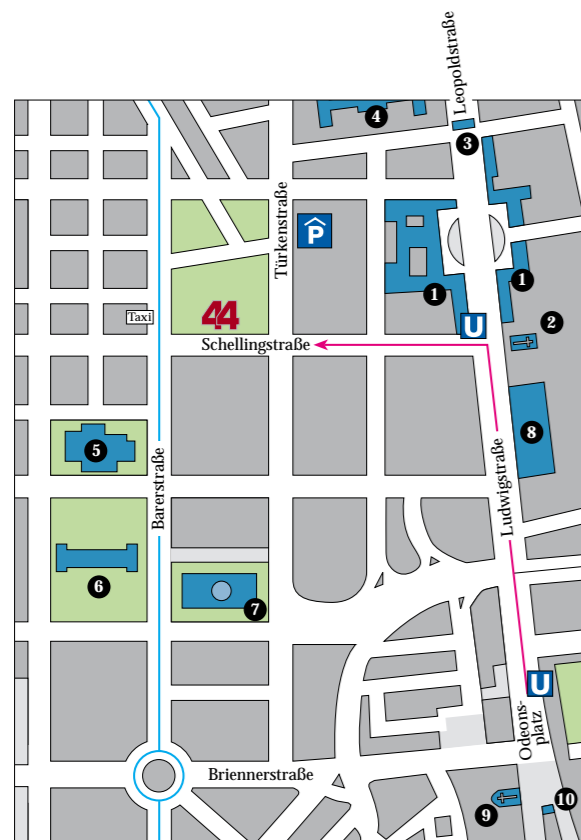 Leopoldstraße
4
3
Türkenstraße
P
1
1
44
Taxi
U
2
Schellingstraße
5
8
Barerstraße
Ludwigstraße
6
7
U
Odeons-
platz
Briennerstraße
9
10